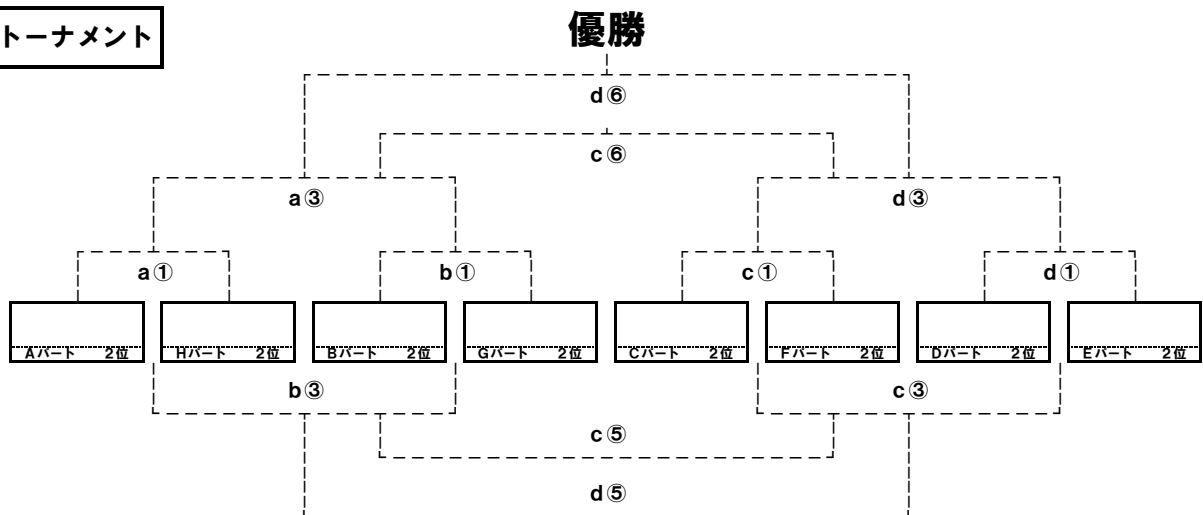 トーナメント
優勝
d⑥
c⑥
a③ d③
a① b① c① d①
Aパート 2位 Hパート 2位 Bパート 2位 Gパート 2位 Cパート 2位 Fパート 2位 Dパート 2位 Eパート 2位
b③ c③
c⑤
d⑤